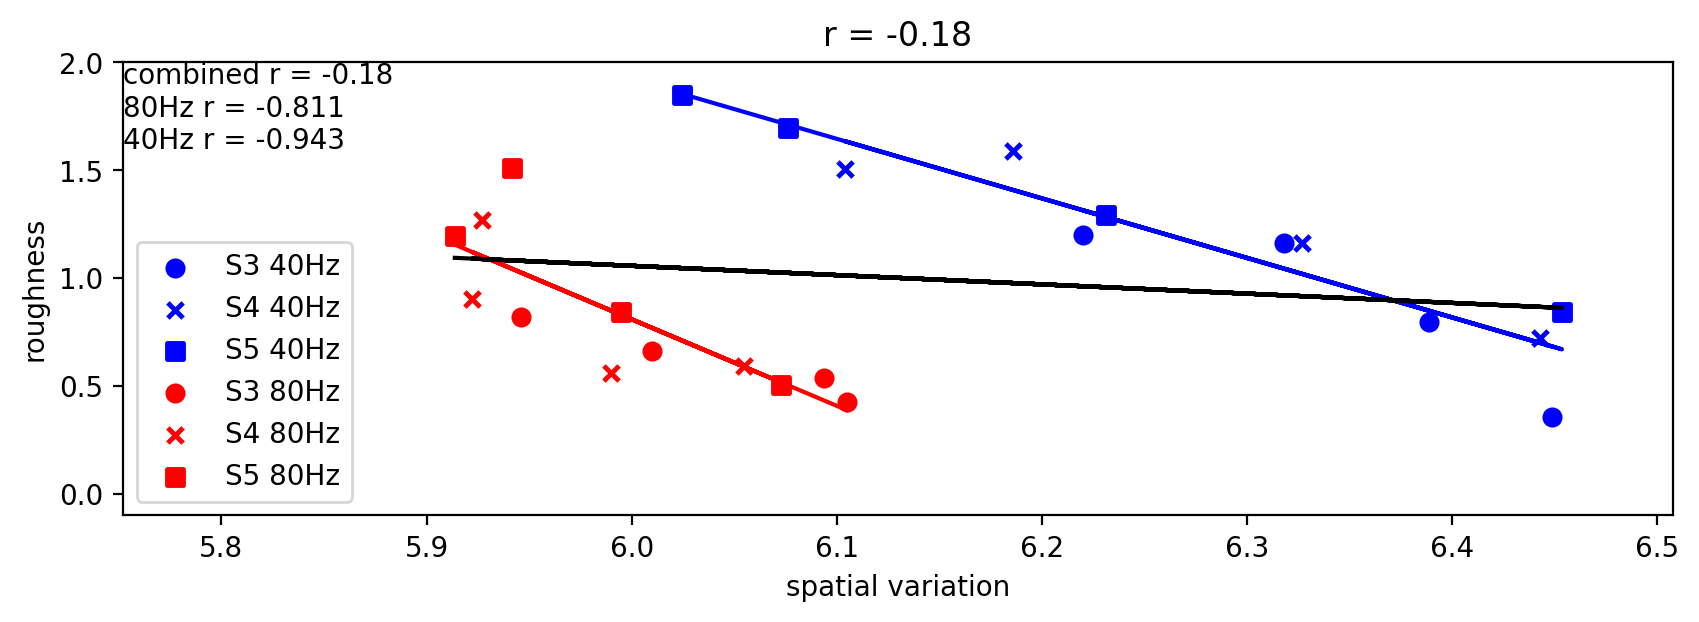 r = -0.18
combined r = -0.18
80Hz r = -0.811
40Hz r = -0.943
roughness
2.0
1.5
1.0
0.5
0.0
S3 40Hz
S4 40Hz
S5 40Hz
S3 80Hz
S4 80Hz
S5 80Hz
5.8 5.9 6.0 6.1 6.2 6.3 6.4 6.5
spatial variation